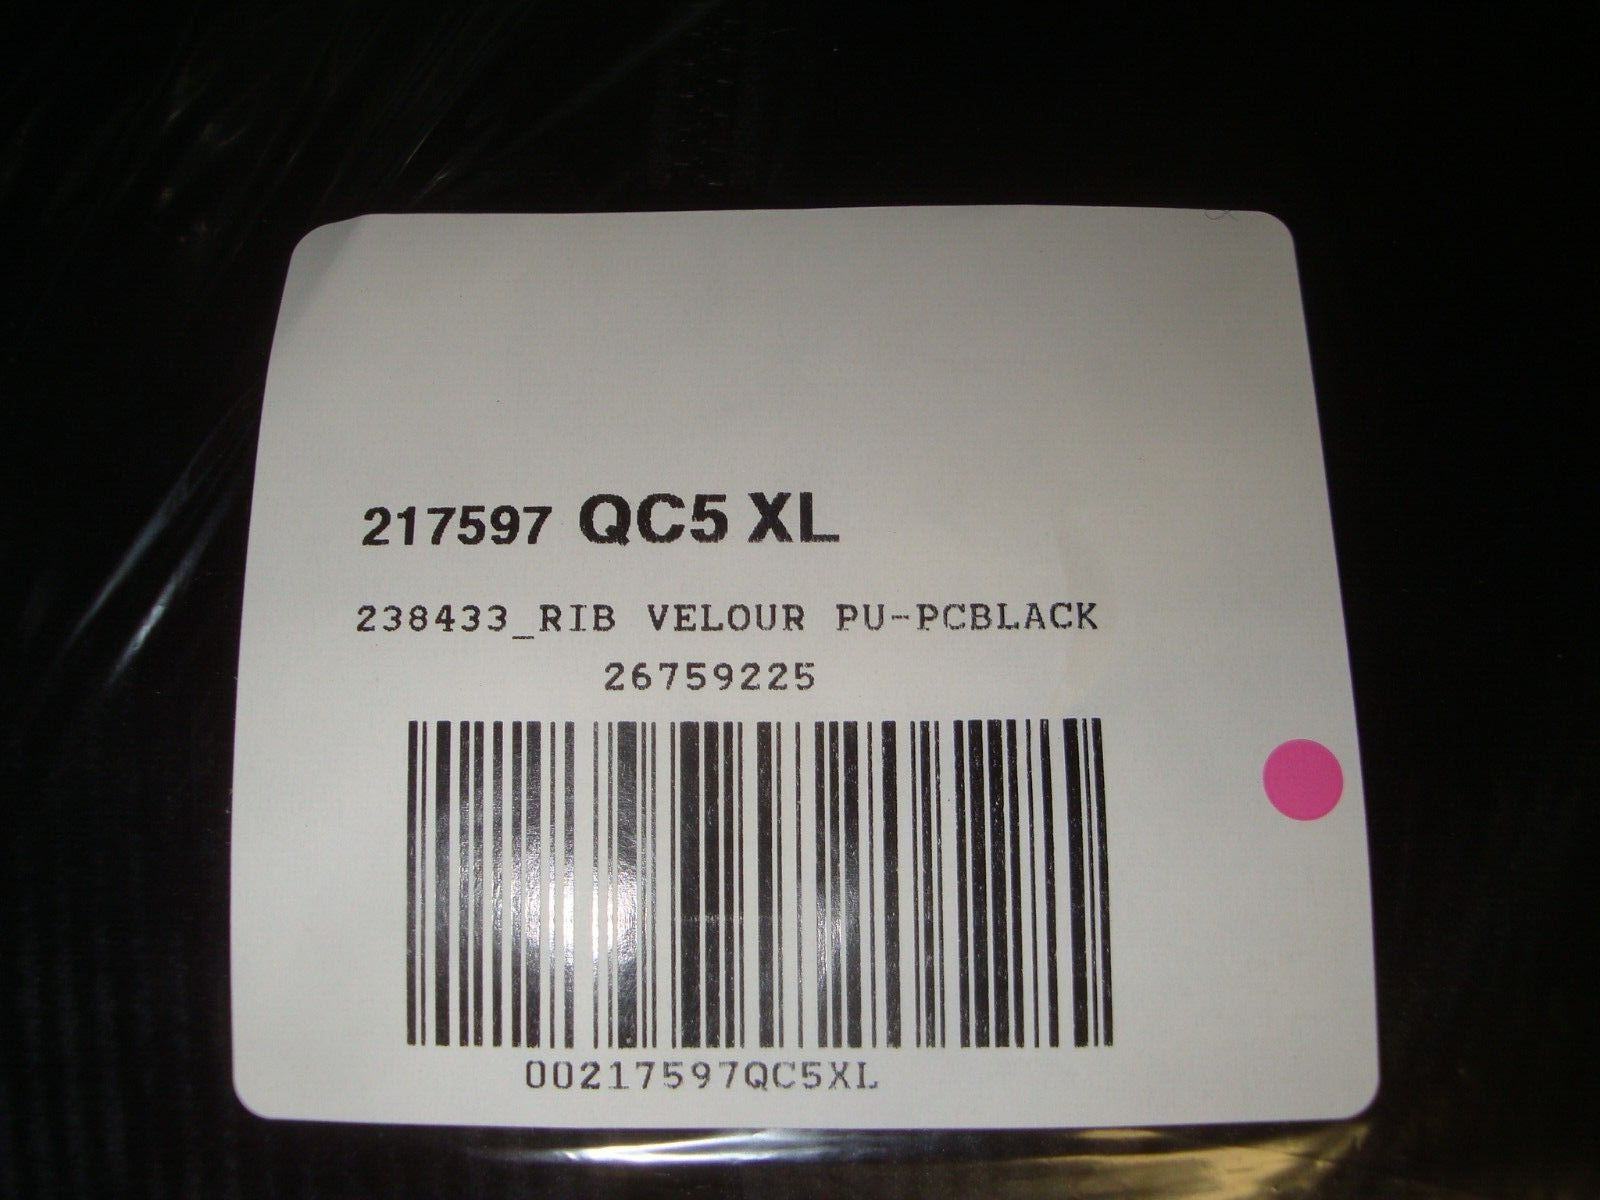 217597 QC5 XL
238433_RIB VELOUR PU-PCBLACK
26759225
00217597QC5XL